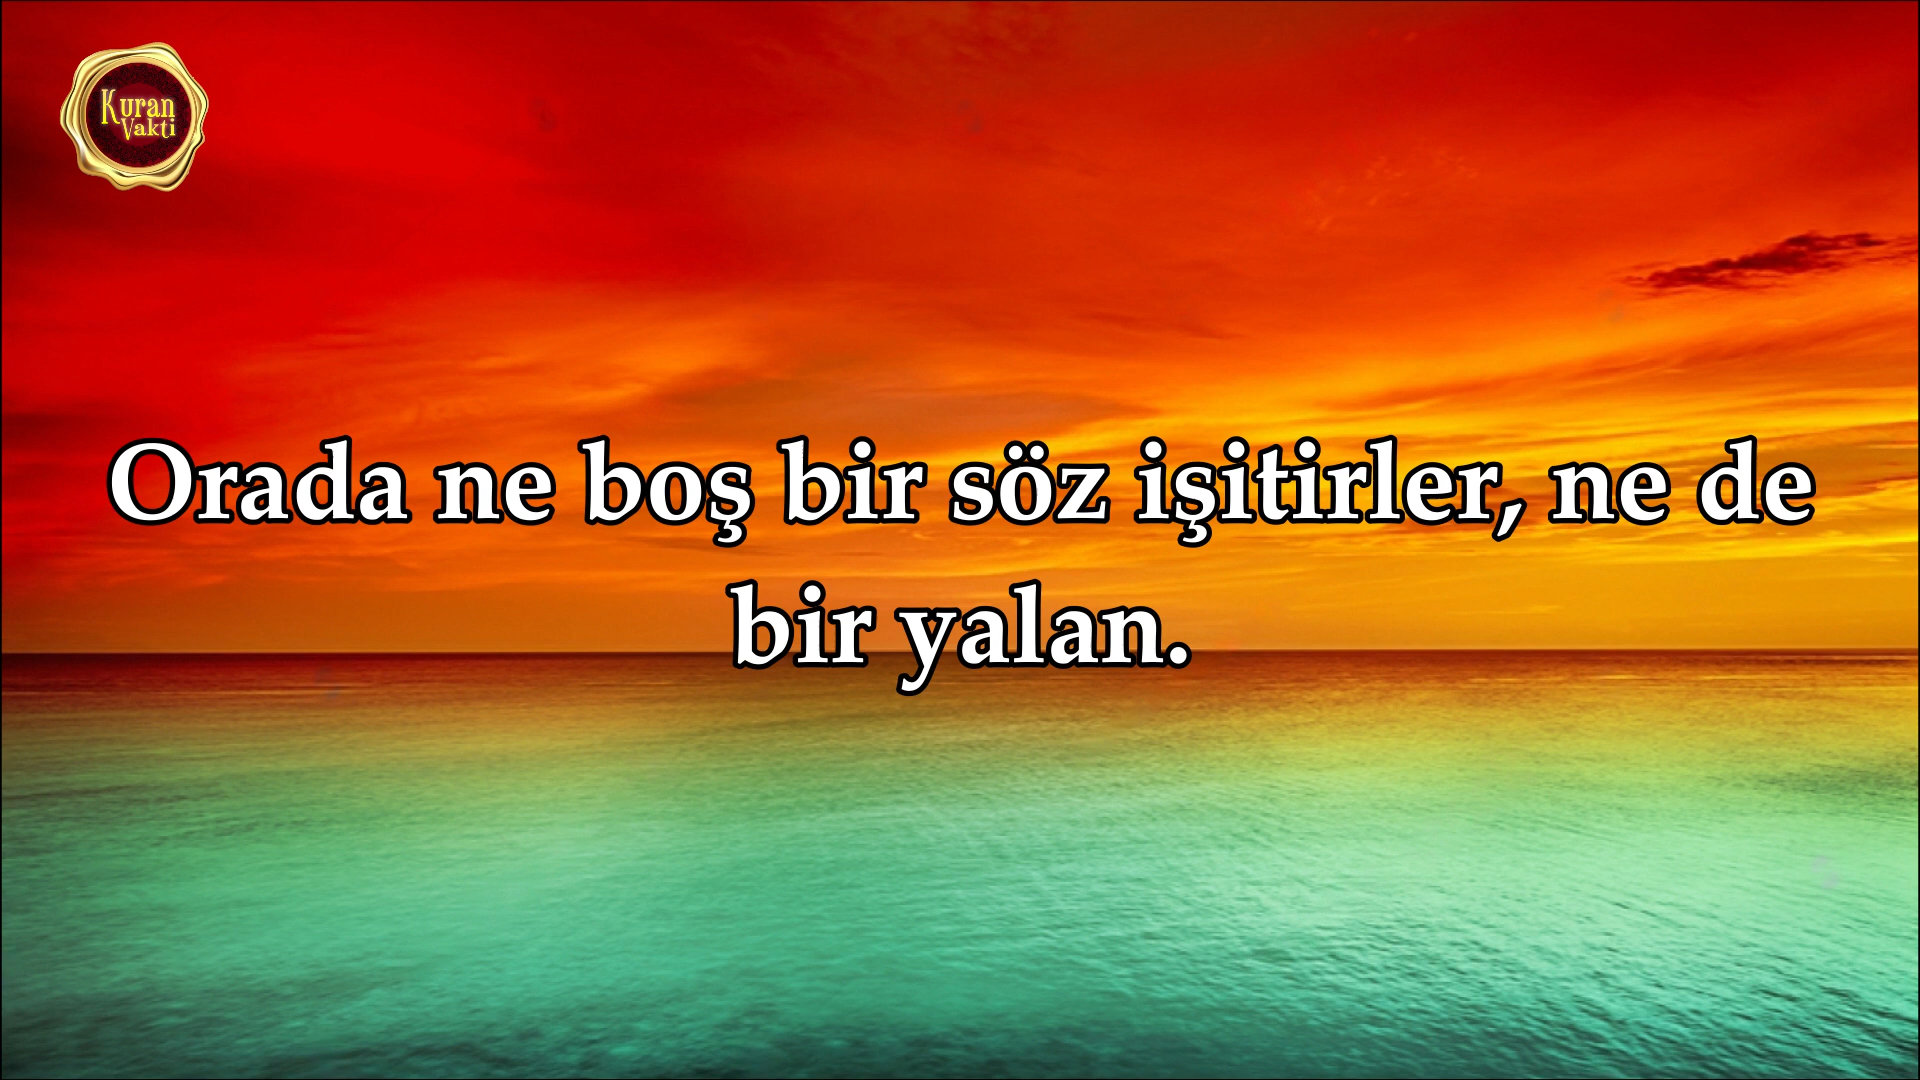 Kuran
Vakti
Orada ne boş bir söz işitirler, ne de
bir yalan.